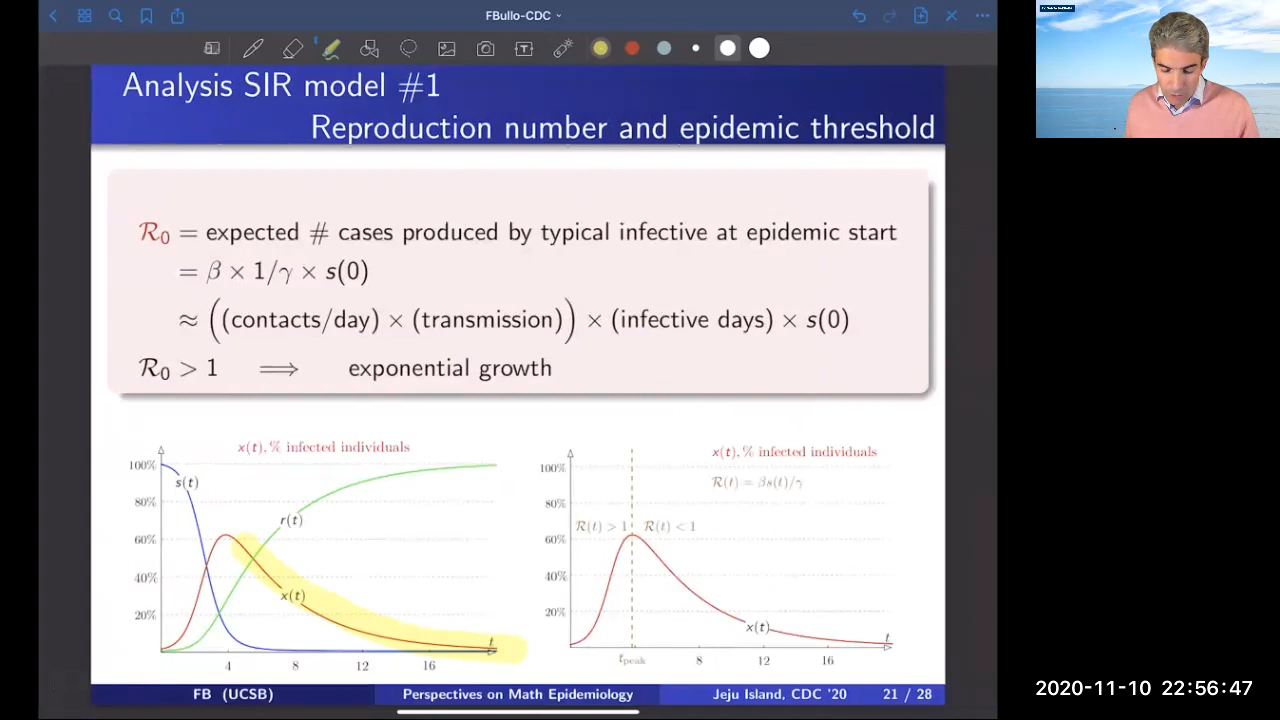 FBullo-CDC
Analysis SIR model #1
Reproduction number and epidemic threshold
ℛ₀ = expected # cases produced by typical infective at epidemic start
= β × 1/γ × s(0)
≈ ((contacts/day) × (transmission)) × (infective days) × s(0)
ℛ₀ > 1 ⟹ exponential growth
x(t), % infected individuals
100%
80%
60%
40%
20%
s(t)
r(t)
x(t)
t
4 8 12 16
x(t), % infected individuals
ℛ(t) = βs(t)/γ
100%
80%
60%
40%
20%
ℛ(t) > 1 ℛ(t) < 1
x(t)
t
t_peak 8 12 16
FB (UCSB) Perspectives on Math Epidemiology Jeju Island, CDC '20 21 / 28
2020-11-10 22:56:47